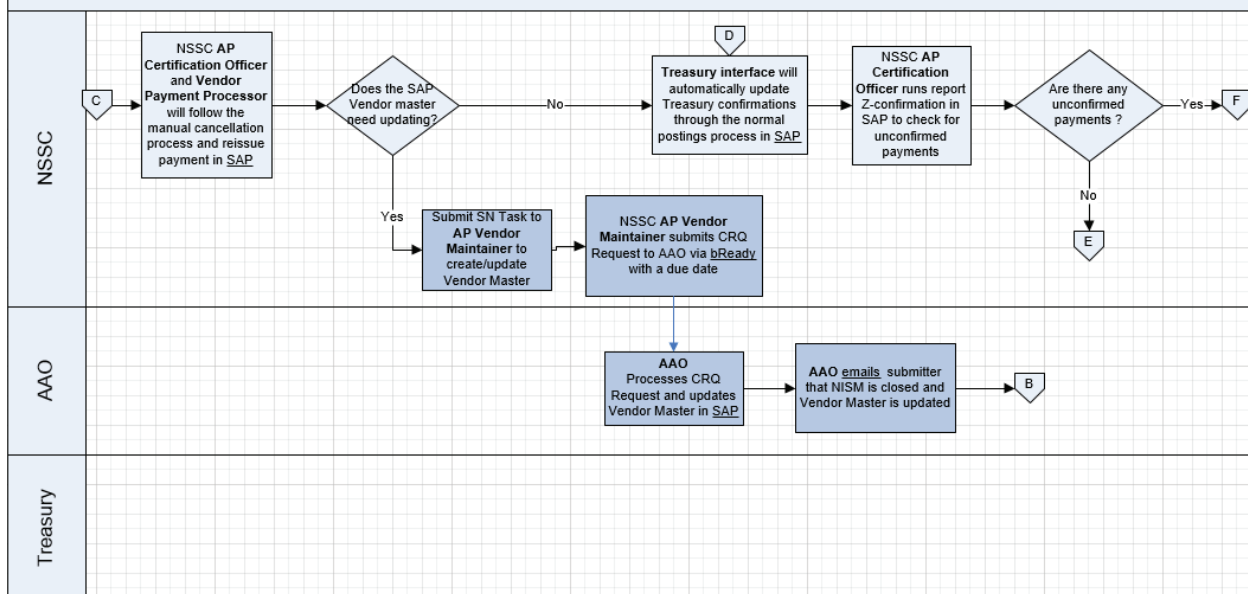 NSSC
C
NSSC AP
Certification Officer
and Vendor
Payment Processor
will follow the
manual cancellation
process and reissue
payment in SAP
Does the SAP
Vendor master
need updating?
No
D
Treasury interface will
automatically update
Treasury confirmations
through the normal
postings process in SAP
NSSC AP
Certification
Officer runs report
Z-confirmation in
SAP to check for
unconfirmed
payments
Are there any
unconfirmed
payments ?
Yes
F
No
E
Yes
Submit SN Task to
AP Vendor
Maintainer to
create/update
Vendor Master
NSSC AP Vendor
Maintainer submits CRQ
Request to AAO via bReady
with a due date
AAO
AAO
Processes CRQ
Request and updates
Vendor Master in SAP
AAO emails submitter
that NISM is closed and
Vendor Master is updated
B
Treasury